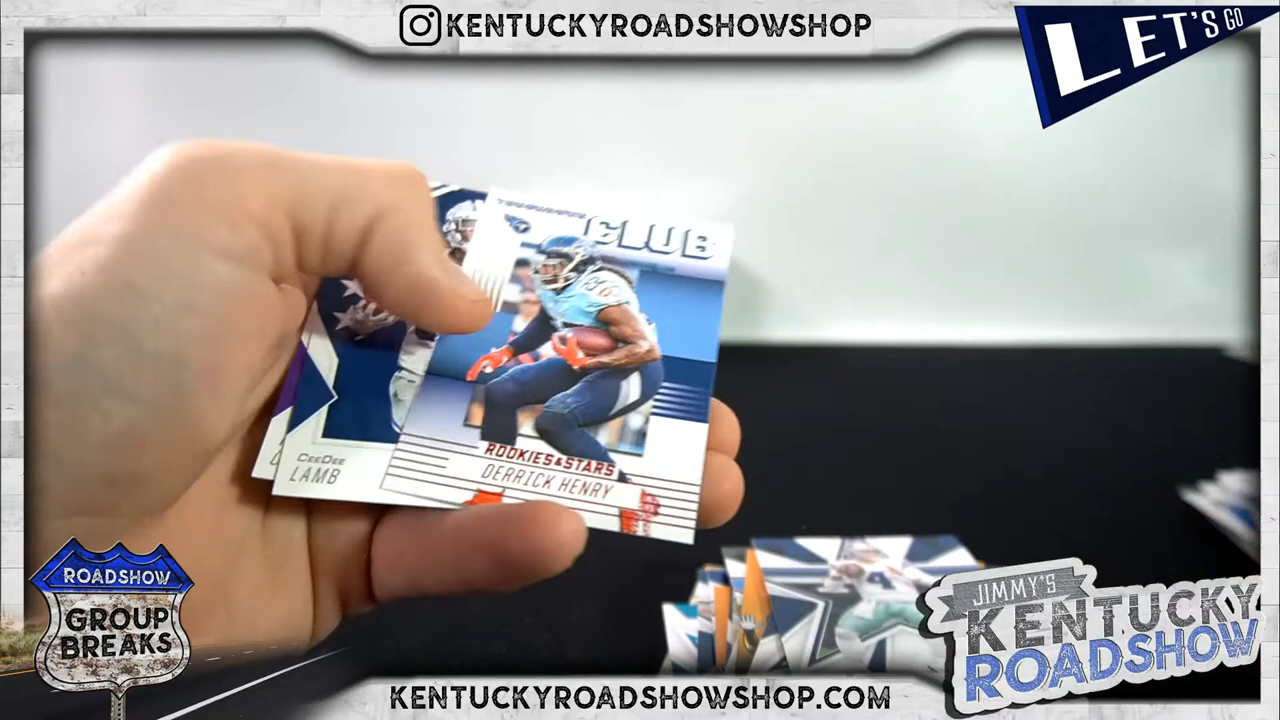 KENTUCKYROADSHOWSHOP
LET'S GO
CLUB
ROOKIES & STARS
DERRICK HENRY
CEEDEE
LAMB
ROADSHOW
GROUP
BREAKS
JIMMY'S
KENTUCKY
ROADSHOW
KENTUCKYROADSHOWSHOP.COM